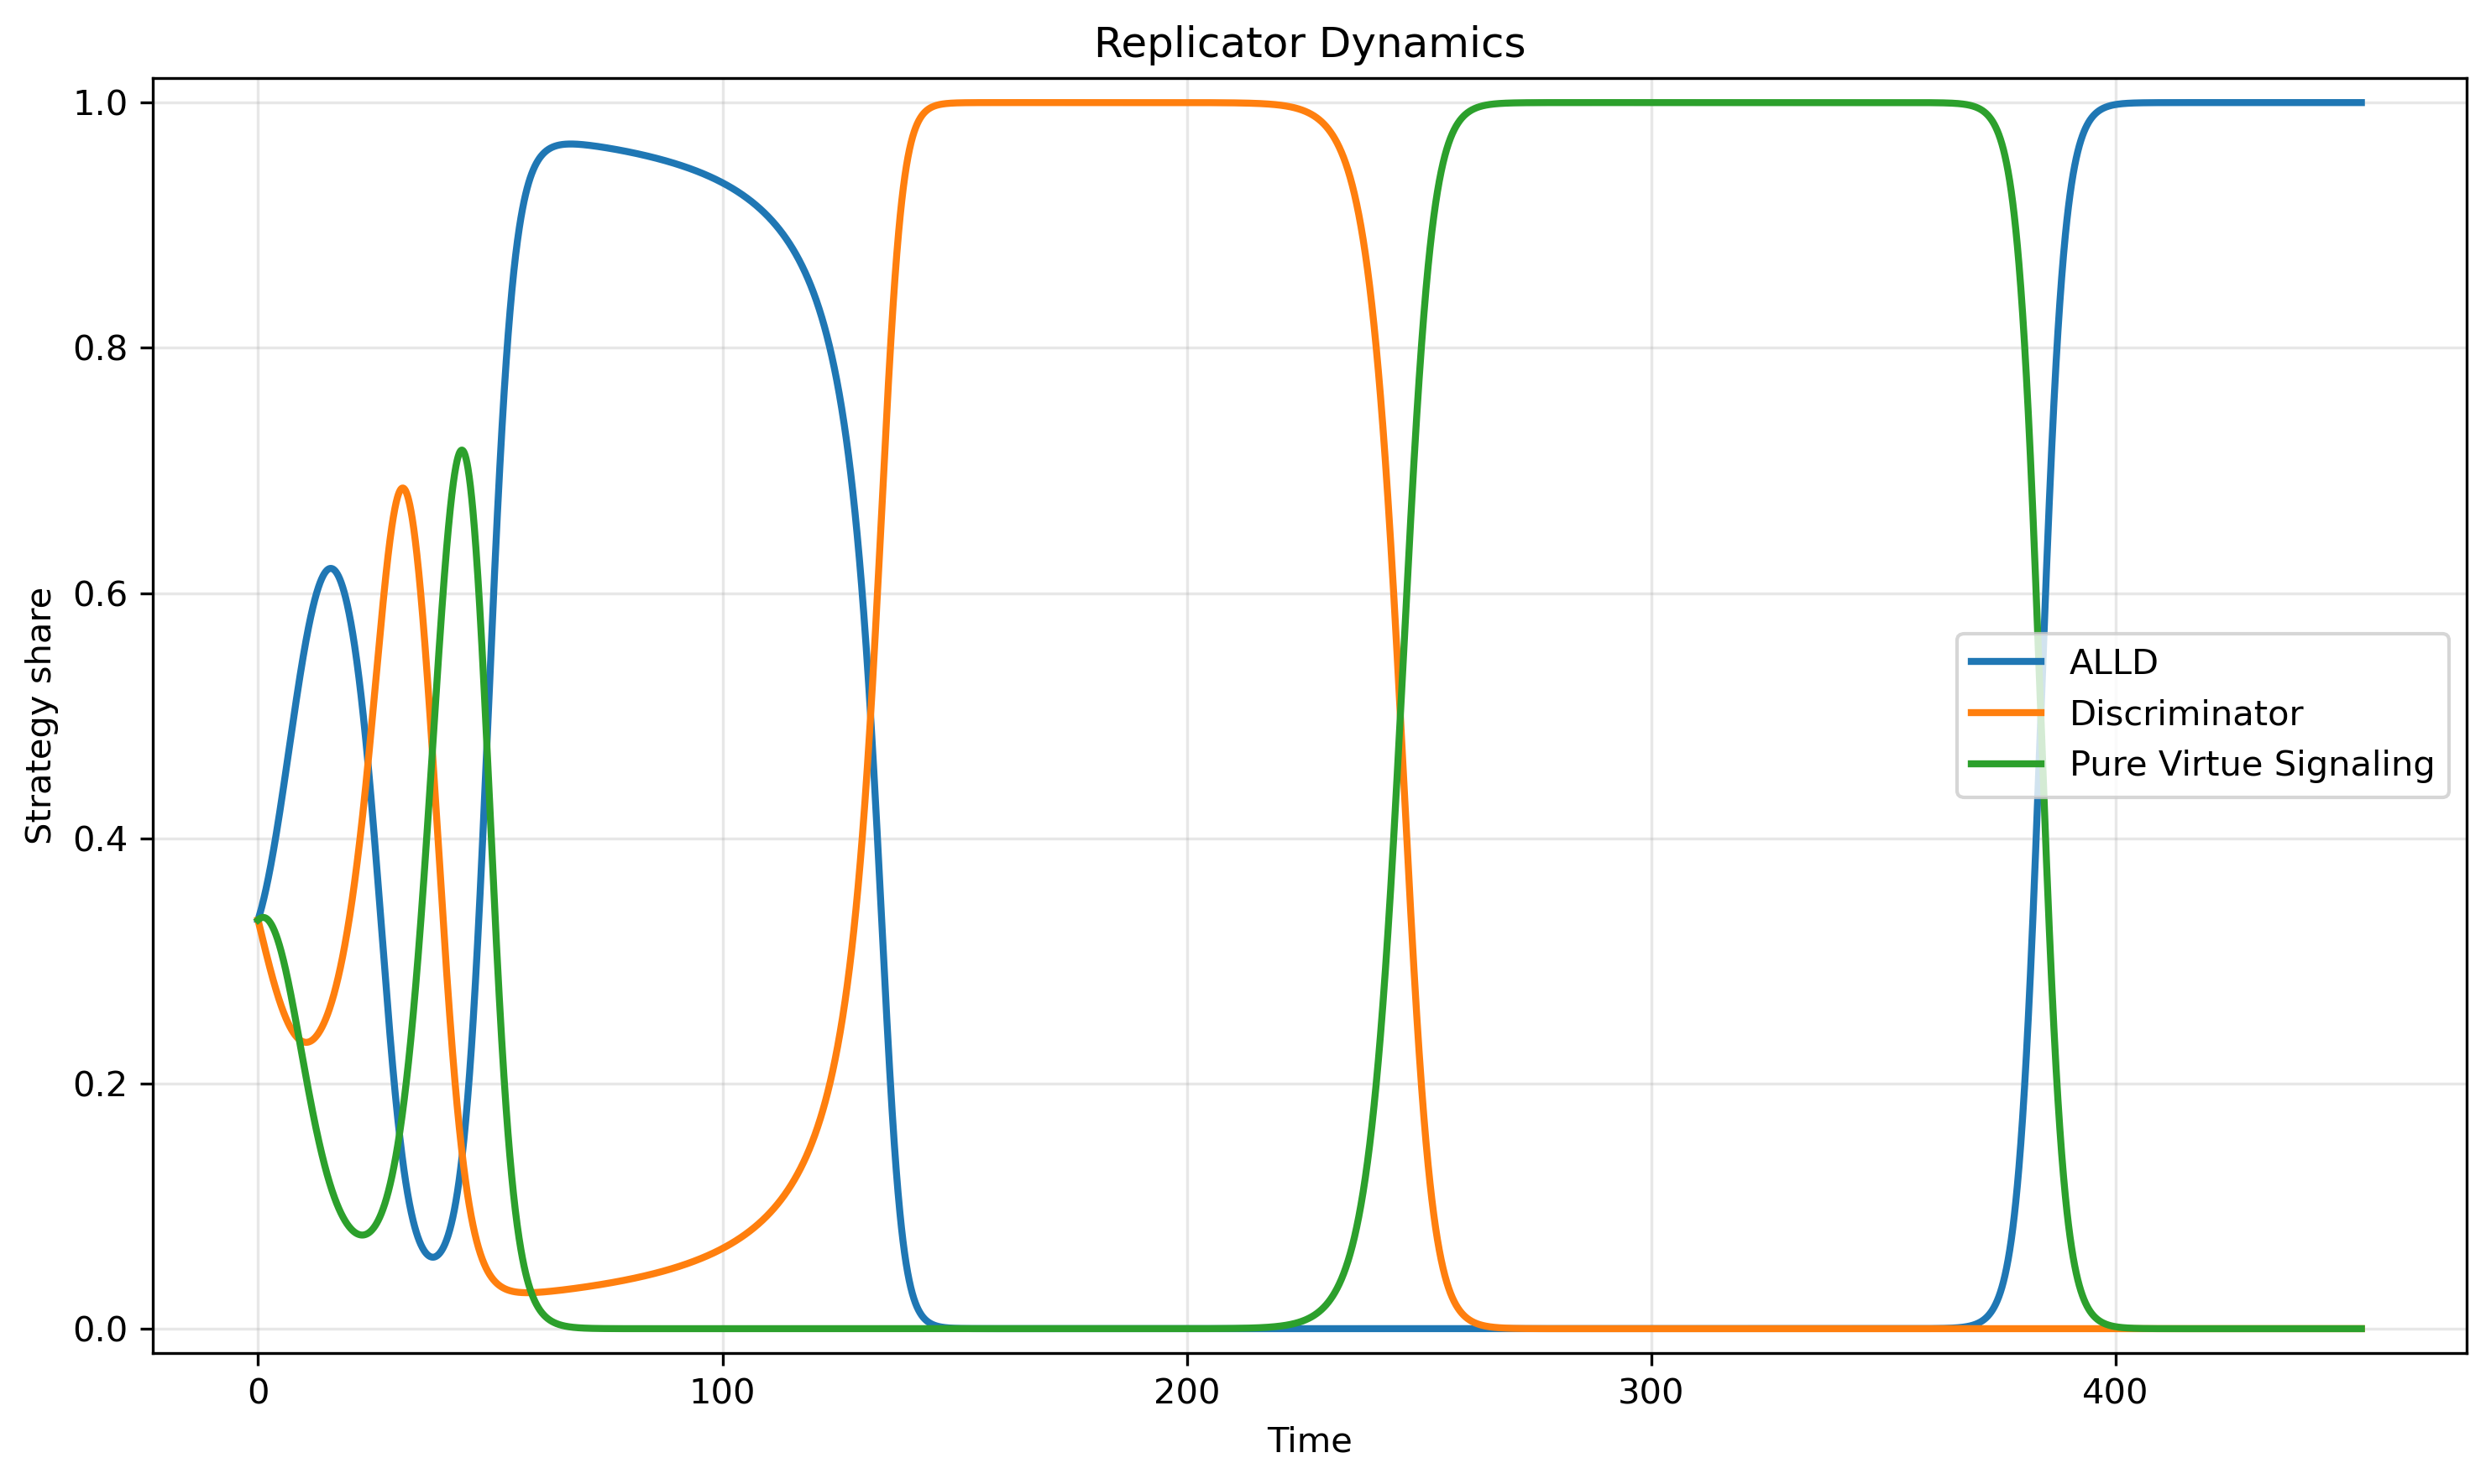 Replicator Dynamics
1.0
0.8
0.6
0.4
0.2
0.0
Strategy share
ALLD
Discriminator
Pure Virtue Signaling
0 100 200 300 400
Time